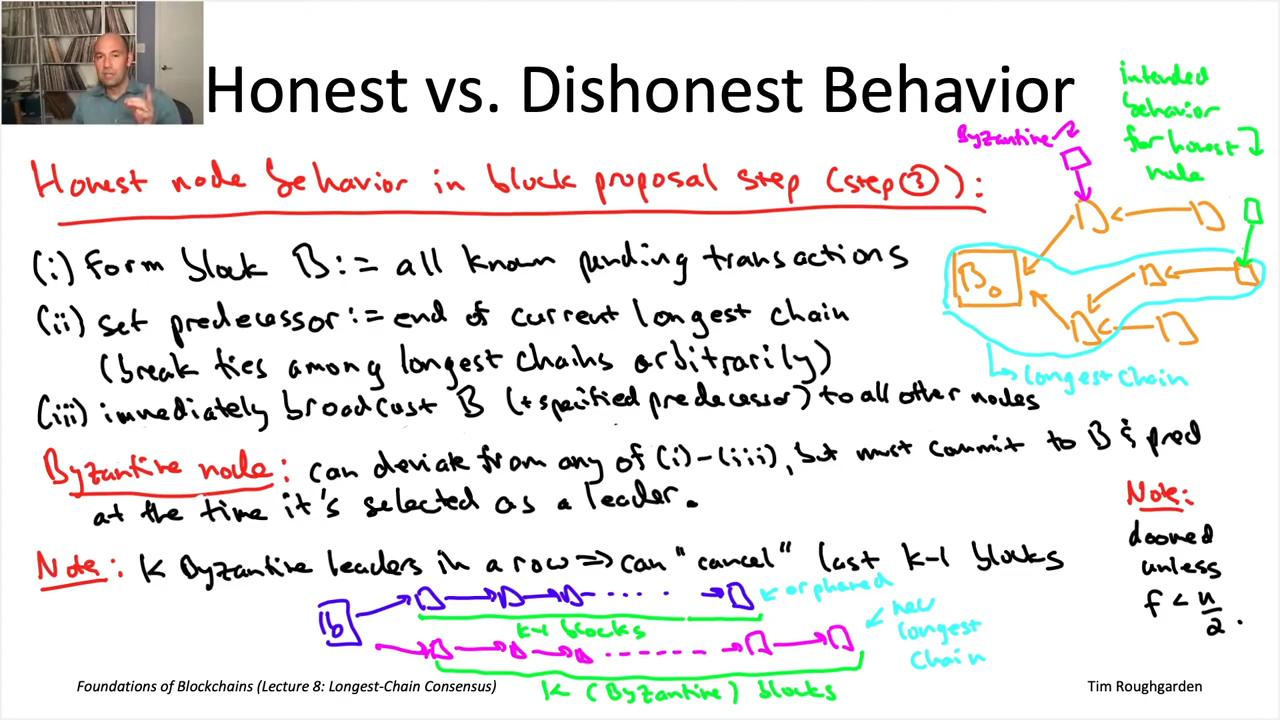 Honest vs. Dishonest Behavior
intended
behavior
for honest
node
Byzantine
Honest node behavior in block proposal step (step ③):
(i) form block B := all known pending transactions
(ii) set predecessor := end of current longest chain
(break ties among longest chains arbitrarily)
(iii) immediately broadcast B (+ specified predecessor) to all other nodes
B₀
longest chain
Byzantine node: can deviate from any of (i)-(iii), but must commit to B & pred
at the time it's selected as a leader.
Note:
doomed
unless
f < n/2.
Note: k Byzantine leaders in a row => can "cancel" last k-1 blocks
b
orphaned
k-1 blocks
new
longest
chain
k (Byzantine) blocks
Foundations of Blockchains (Lecture 8: Longest-Chain Consensus)
Tim Roughgarden